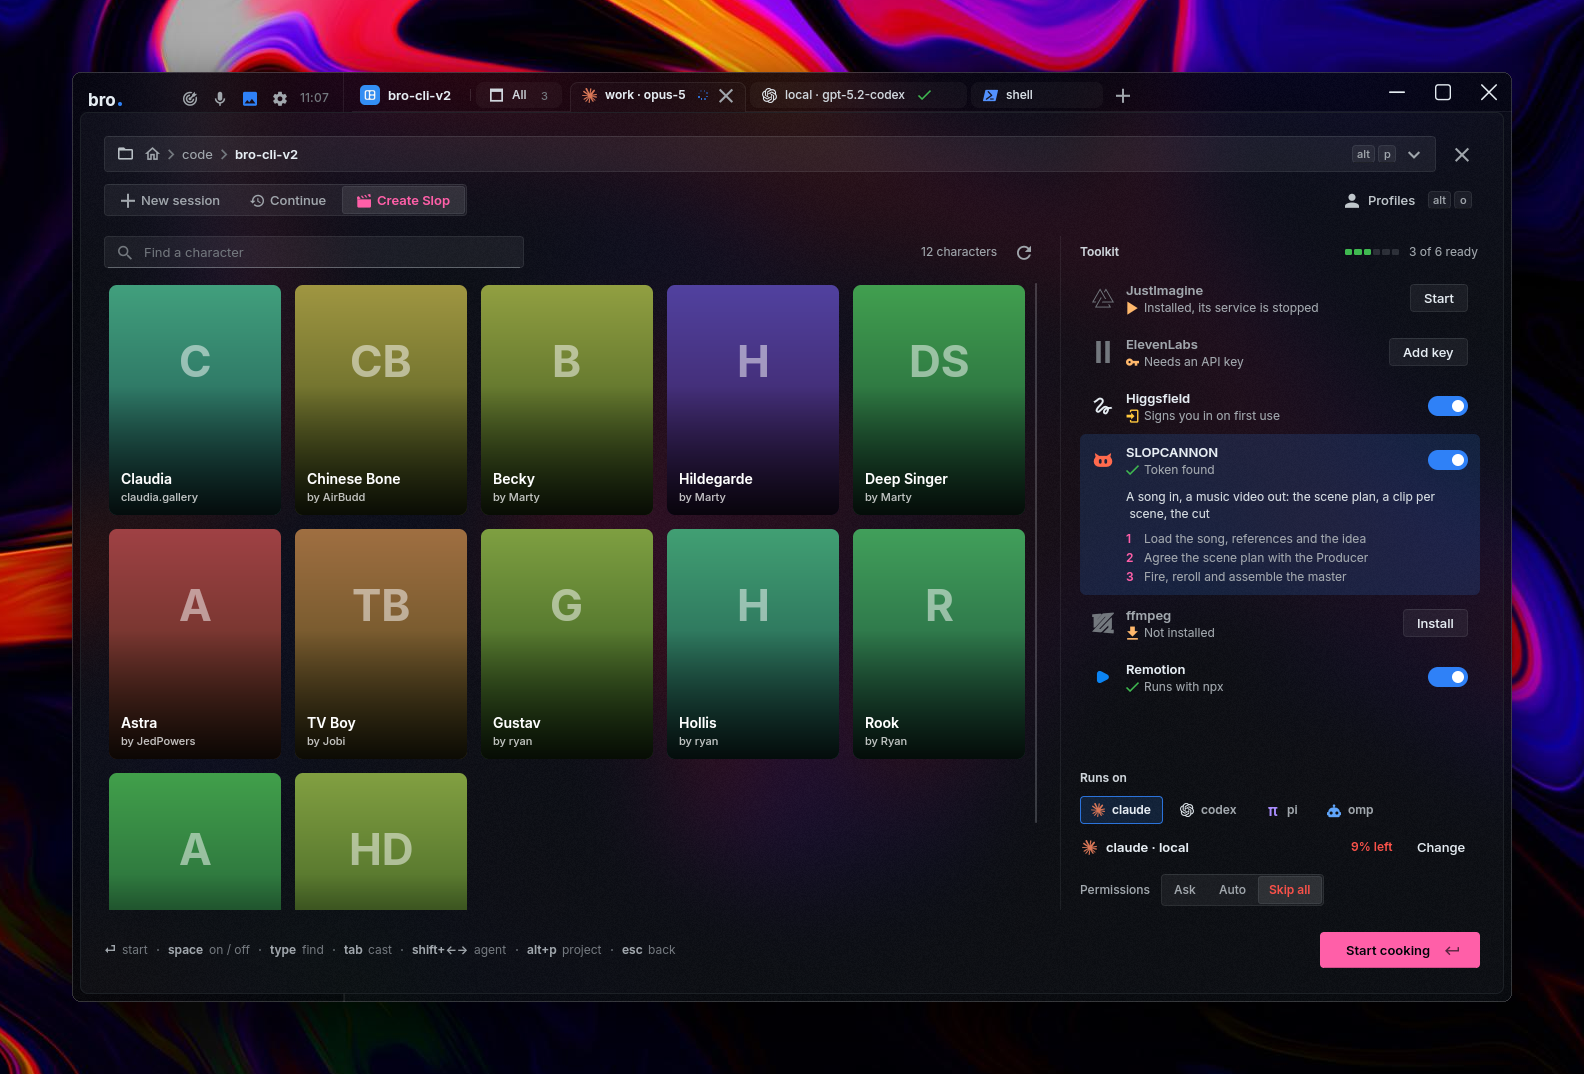 bro.
11:07
bro-cli-v2
All 3
work · opus-5
local · gpt-5.2-codex
shell
code
bro-cli-v2
alt p
New session
Continue
Create Slop
Profiles
alt o
Find a character
12 characters
C
Claudia
claudia.gallery
CB
Chinese Bone
by AirBudd
B
Becky
by Marty
H
Hildegarde
by Marty
DS
Deep Singer
by Marty
A
Astra
by JedPowers
TB
TV Boy
by Jobi
G
Gustav
by ryan
H
Hollis
by ryan
R
Rook
by Ryan
A
HD
Toolkit
3 of 6 ready
JustImagine
Installed, its service is stopped
Start
ElevenLabs
Needs an API key
Add key
Higgsfield
Signs you in on first use
SLOPCANNON
Token found
A song in, a music video out: the scene plan, a clip per
scene, the cut
1 Load the song, references and the idea
2 Agree the scene plan with the Producer
3 Fire, reroll and assemble the master
ffmpeg
Not installed
Install
Remotion
Runs with npx
Runs on
claude
codex
π pi
omp
claude · local
9% left
Change
Permissions
Ask
Auto
Skip all
↵ start · space on / off · type find · tab cast · shift+←→ agent · alt+p project · esc back
Start cooking ↵